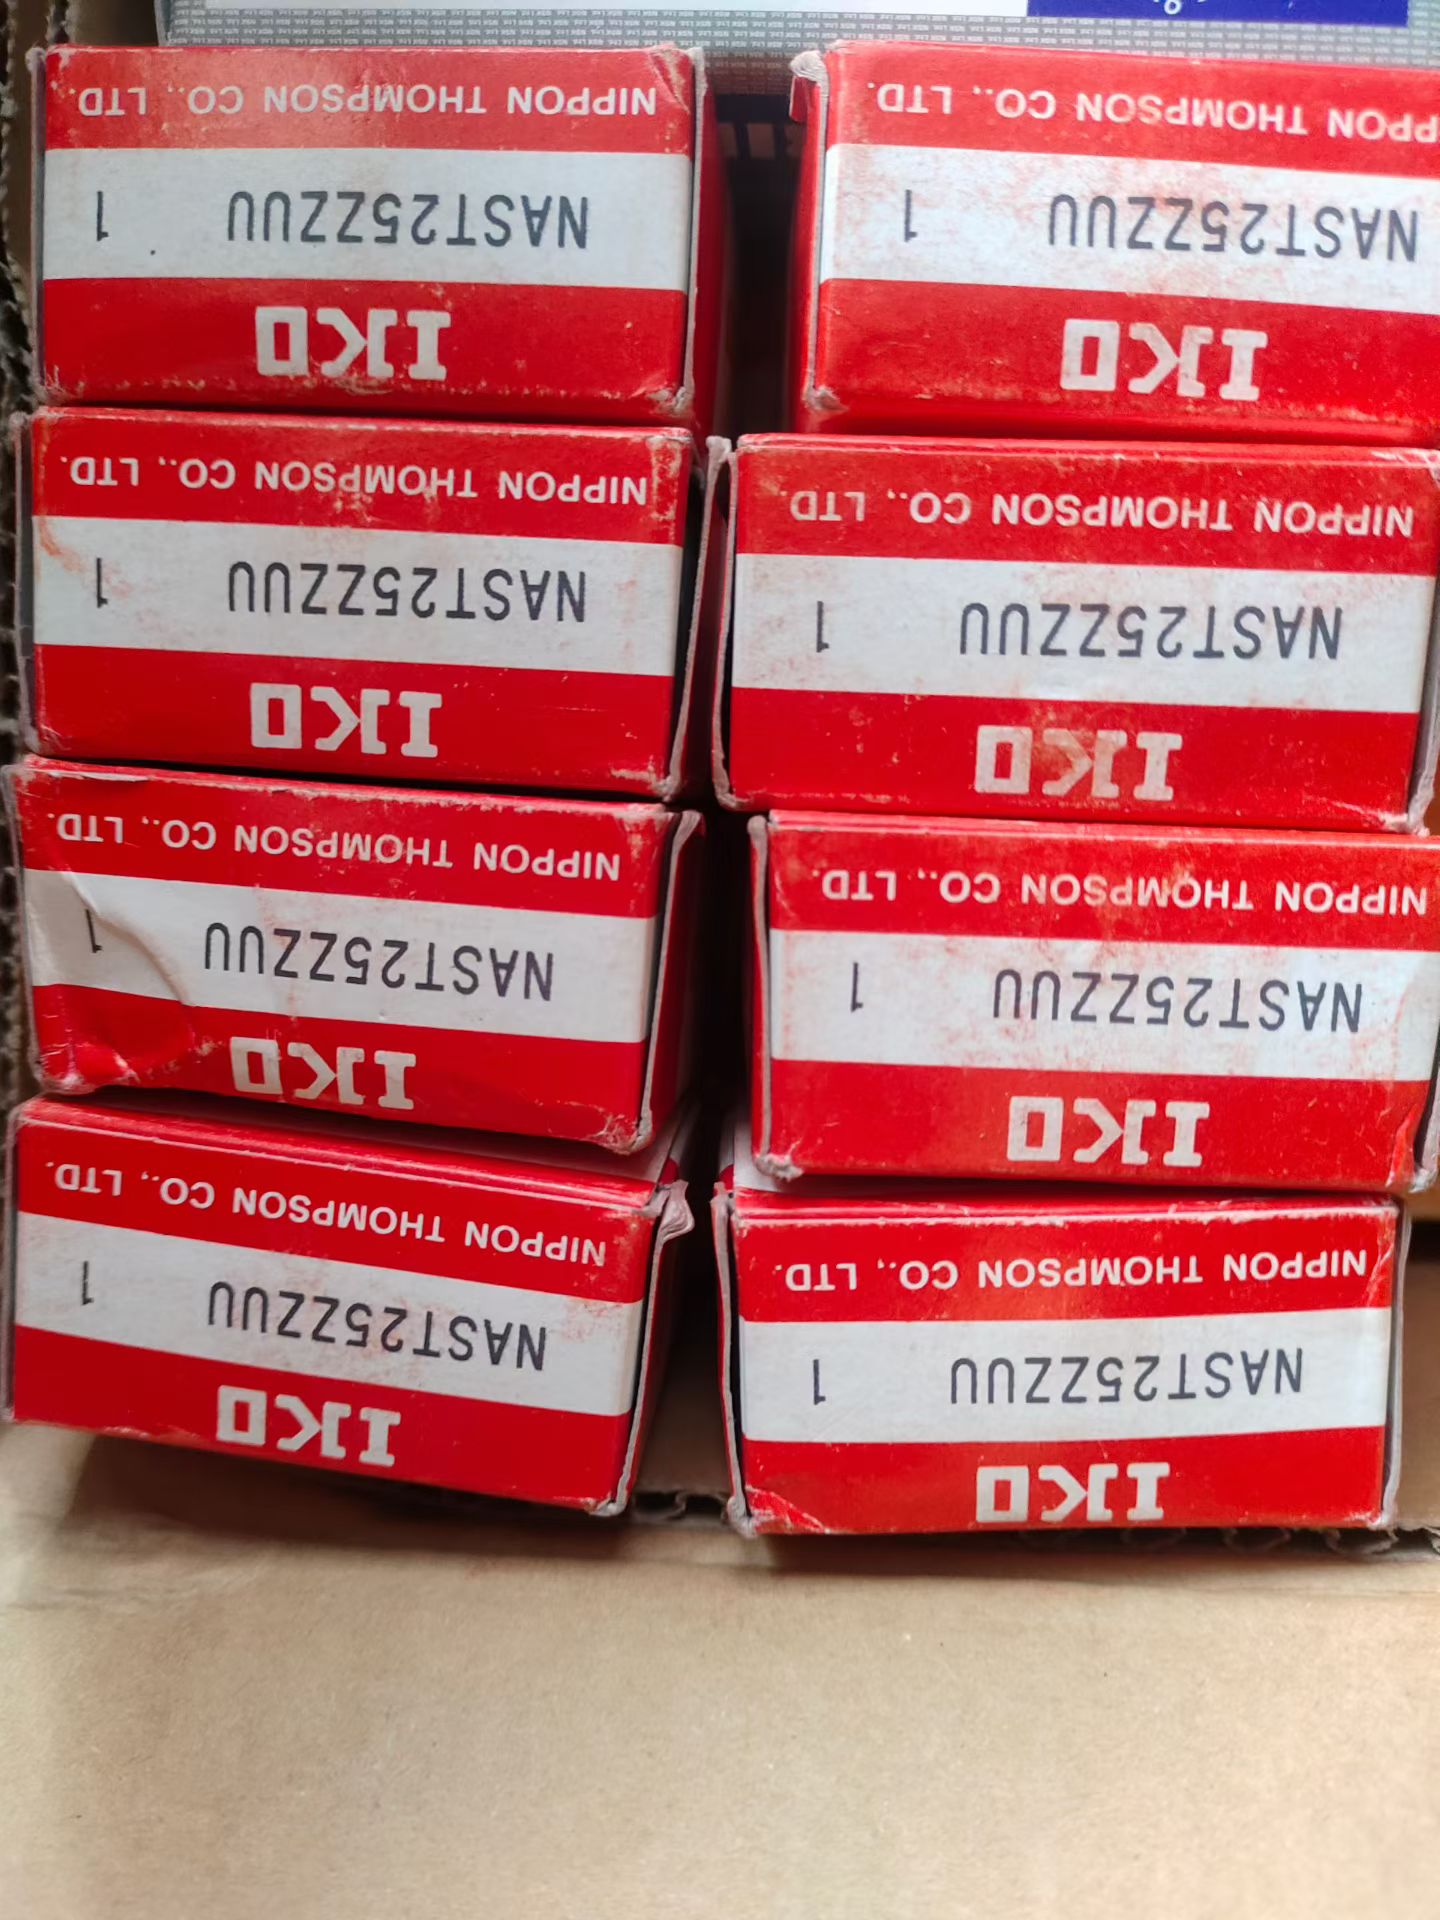 IKO
NAST25ZZUU 1
NIPPON THOMPSON CO., LTD.
IKO
NAST25ZZUU 1
NIPPON THOMPSON CO., LTD.
IKO
NAST25ZZUU 1
NIPPON THOMPSON CO., LTD.
IKO
NAST25ZZUU 1
NIPPON THOMPSON CO., LTD.
IKO
NAST25ZZUU 1
NIPPON THOMPSON CO., LTD.
IKO
NAST25ZZUU 1
NIPPON THOMPSON CO., LTD.
IKO
NAST25ZZUU 1
PPON THOMPSON CO., LTD.
IKO
NAST25ZZUU 1
NIPPON THOMPSON CO., LTD.